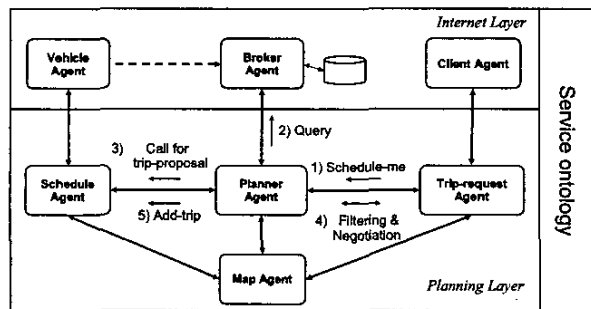 Internet Layer
Vehicle
Agent
Broker
Agent
Client Agent
2) Query
3) Call for
trip-proposal
1) Schedule-me
Schedule
Agent
Planner
Agent
Trip-request
Agent
5) Add-trip
4) Filtering &
Negotiation
Map Agent
Planning Layer
Service ontology